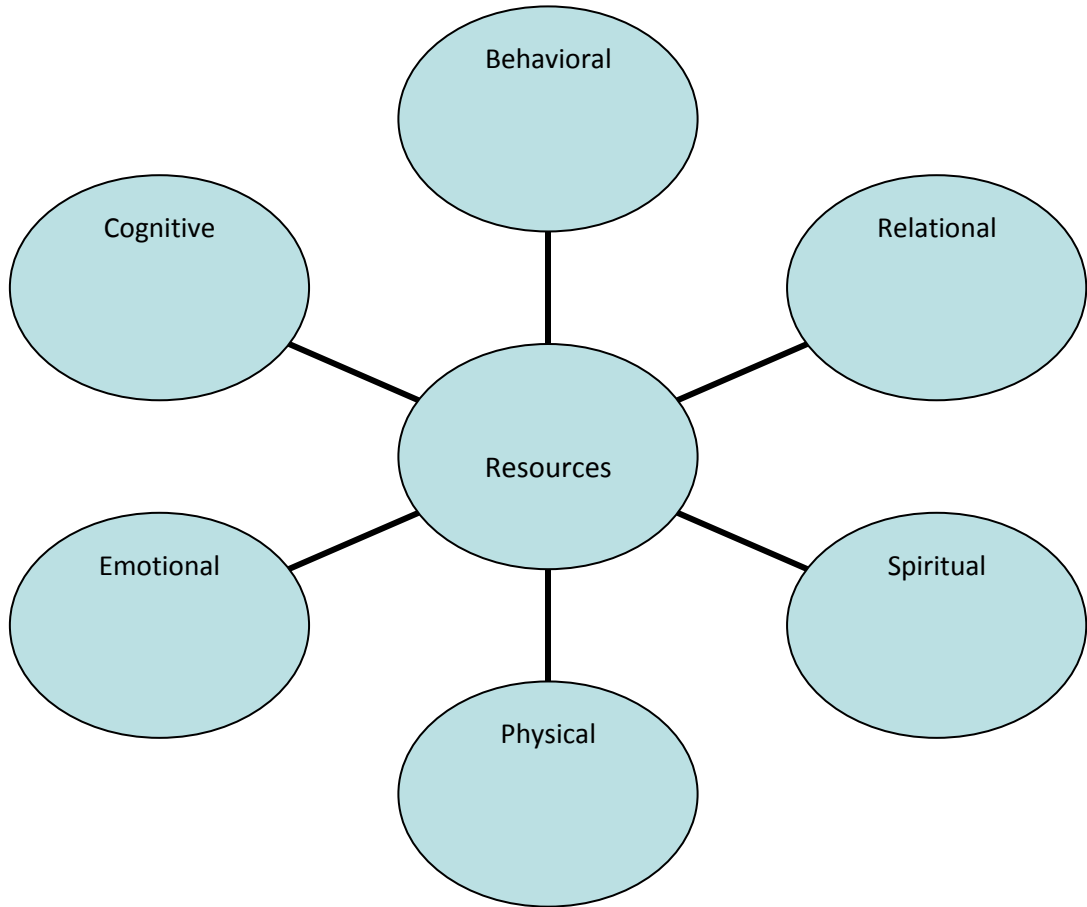 Behavioral
Cognitive
Relational
Resources
Emotional
Spiritual
Physical